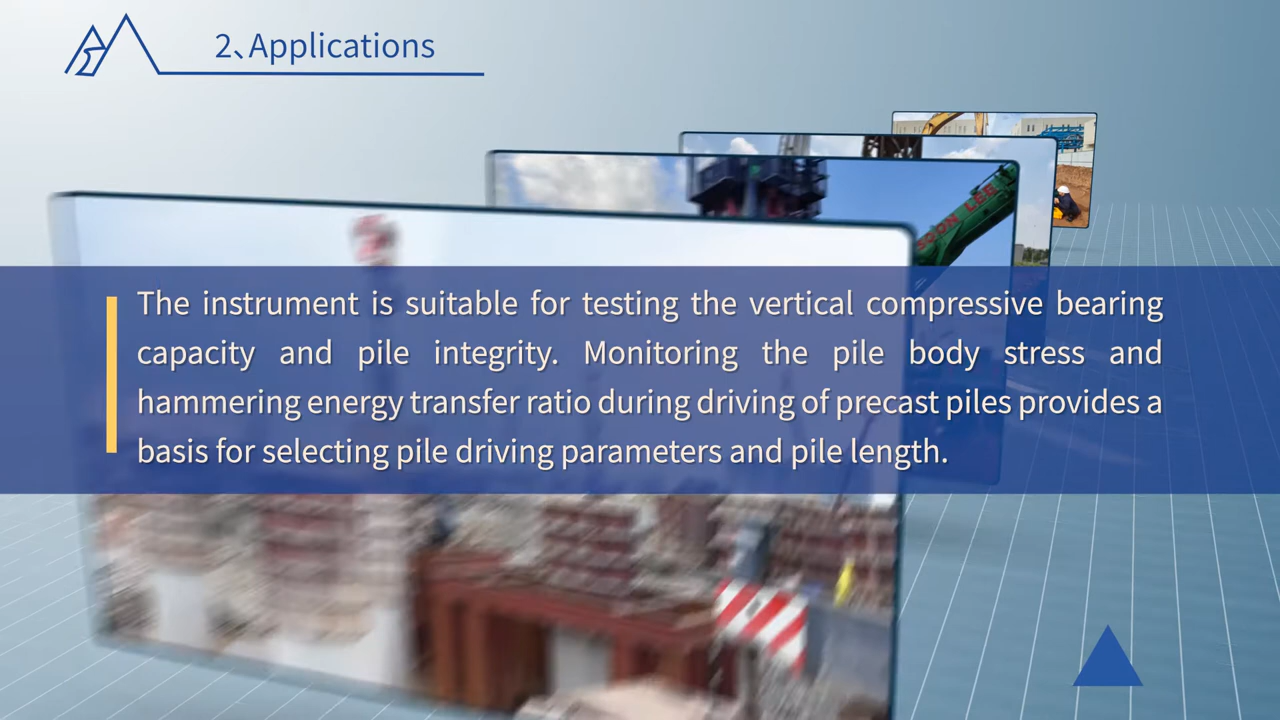 2、Applications
SOON LEE
The instrument is suitable for testing the vertical compressive bearing
capacity and pile integrity. Monitoring the pile body stress and
hammering energy transfer ratio during driving of precast piles provides a
basis for selecting pile driving parameters and pile length.